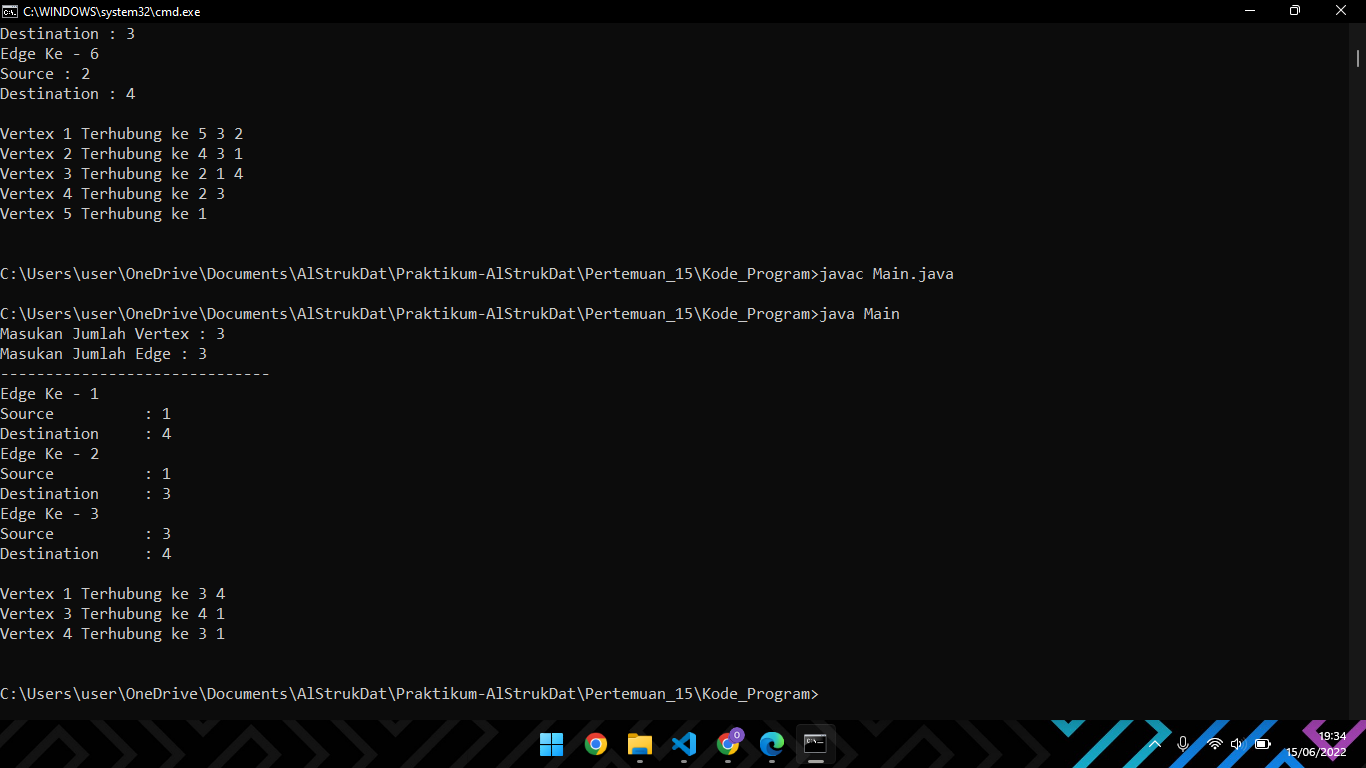 C:\WINDOWS\system32\cmd.exe
Destination : 3
Edge Ke - 6
Source : 2
Destination : 4
Vertex 1 Terhubung ke 5 3 2
Vertex 2 Terhubung ke 4 3 1
Vertex 3 Terhubung ke 2 1 4
Vertex 4 Terhubung ke 2 3
Vertex 5 Terhubung ke 1
C:\Users\user\OneDrive\Documents\AlStrukDat\Praktikum-AlStrukDat\Pertemuan_15\Kode_Program>javac Main.java
C:\Users\user\OneDrive\Documents\AlStrukDat\Praktikum-AlStrukDat\Pertemuan_15\Kode_Program>java Main
Masukan Jumlah Vertex : 3
Masukan Jumlah Edge : 3
------------------------------
Edge Ke - 1
Source          : 1
Destination     : 4
Edge Ke - 2
Source          : 1
Destination     : 3
Edge Ke - 3
Source          : 3
Destination     : 4
Vertex 1 Terhubung ke 3 4
Vertex 3 Terhubung ke 4 1
Vertex 4 Terhubung ke 3 1
C:\Users\user\OneDrive\Documents\AlStrukDat\Praktikum-AlStrukDat\Pertemuan_15\Kode_Program>
19:34
15/06/2022